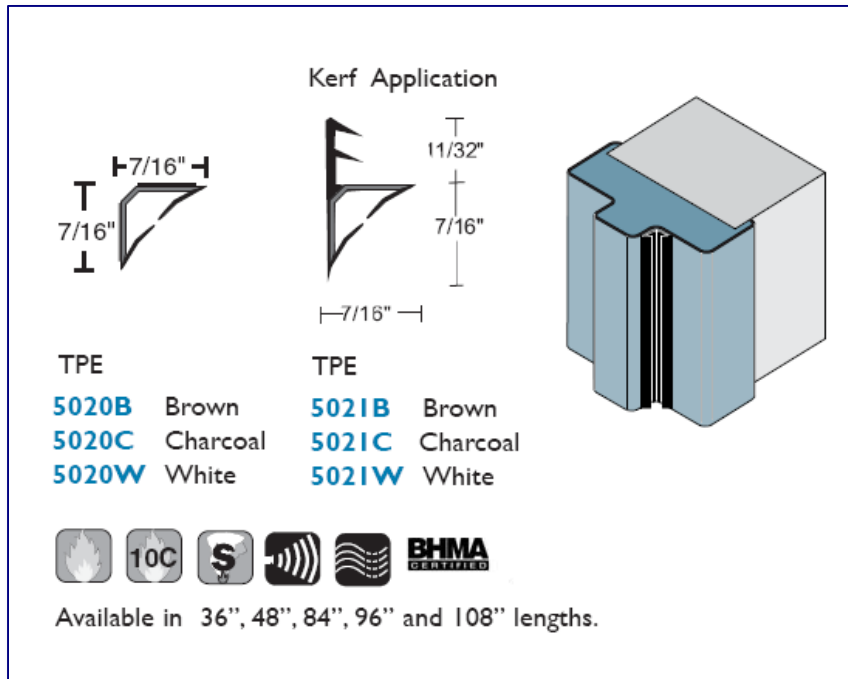 Kerf Application
7/16"
7/16"
11/32"
7/16"
7/16"
TPE
5020B Brown
5020C Charcoal
5020W White
TPE
5021B Brown
5021C Charcoal
5021W White
10C
S
BHMA
CERTIFIED
Available in 36”, 48”, 84”, 96” and 108” lengths.